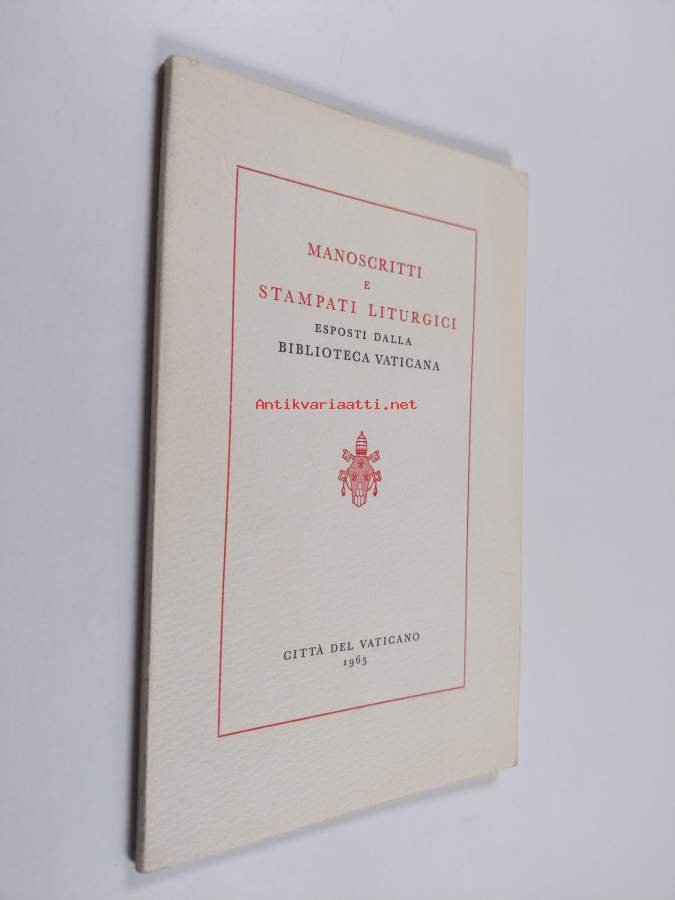 MANOSCRITTI
E
STAMPATI LITURGICI
ESPOSTI DALLA
BIBLIOTECA VATICANA
Antikvariaatti.net
CITTÀ DEL VATICANO
1965